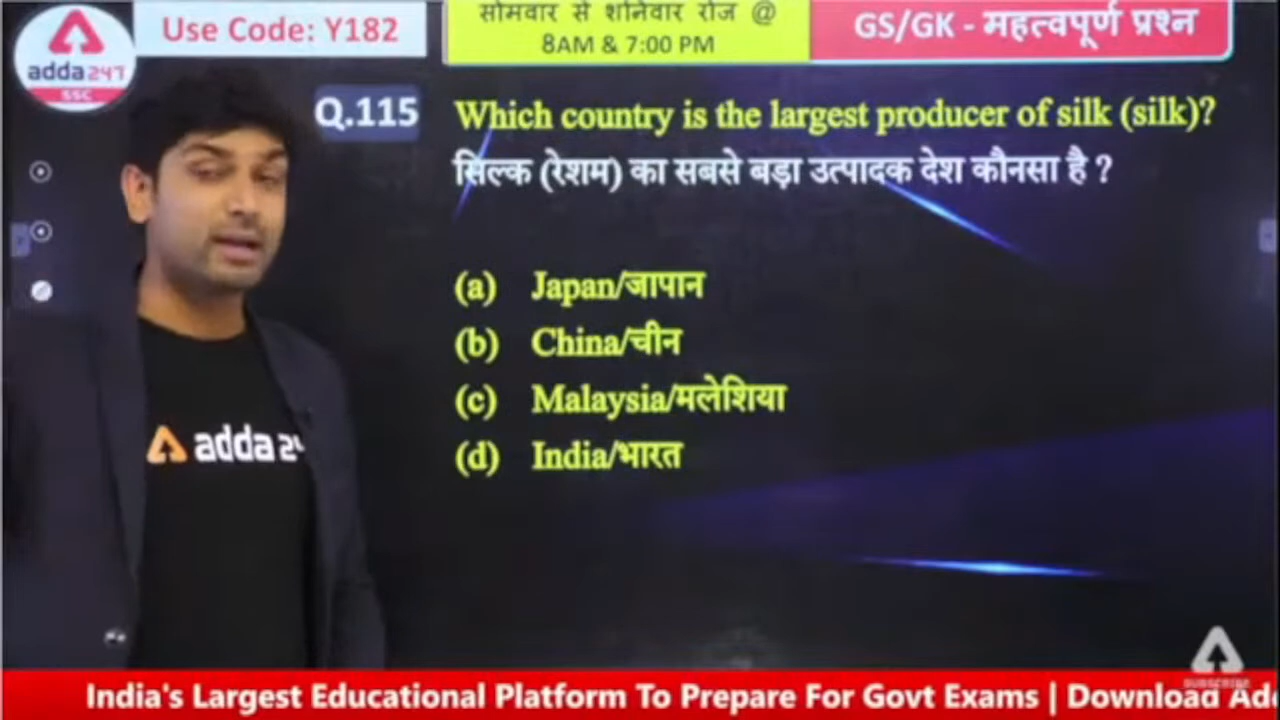 adda247
SSC
Use Code: Y182
सोमवार से शनिवार रोज @
8AM & 7:00 PM
GS/GK - महत्वपूर्ण प्रश्न
Q.115 Which country is the largest producer of silk (silk)?
सिल्क (रेशम) का सबसे बड़ा उत्पादक देश कौनसा है ?
(a) Japan/जापान
(b) China/चीन
(c) Malaysia/मलेशिया
(d) India/भारत
adda 24
SUBSCRIBE
India's Largest Educational Platform To Prepare For Govt Exams | Download Ad